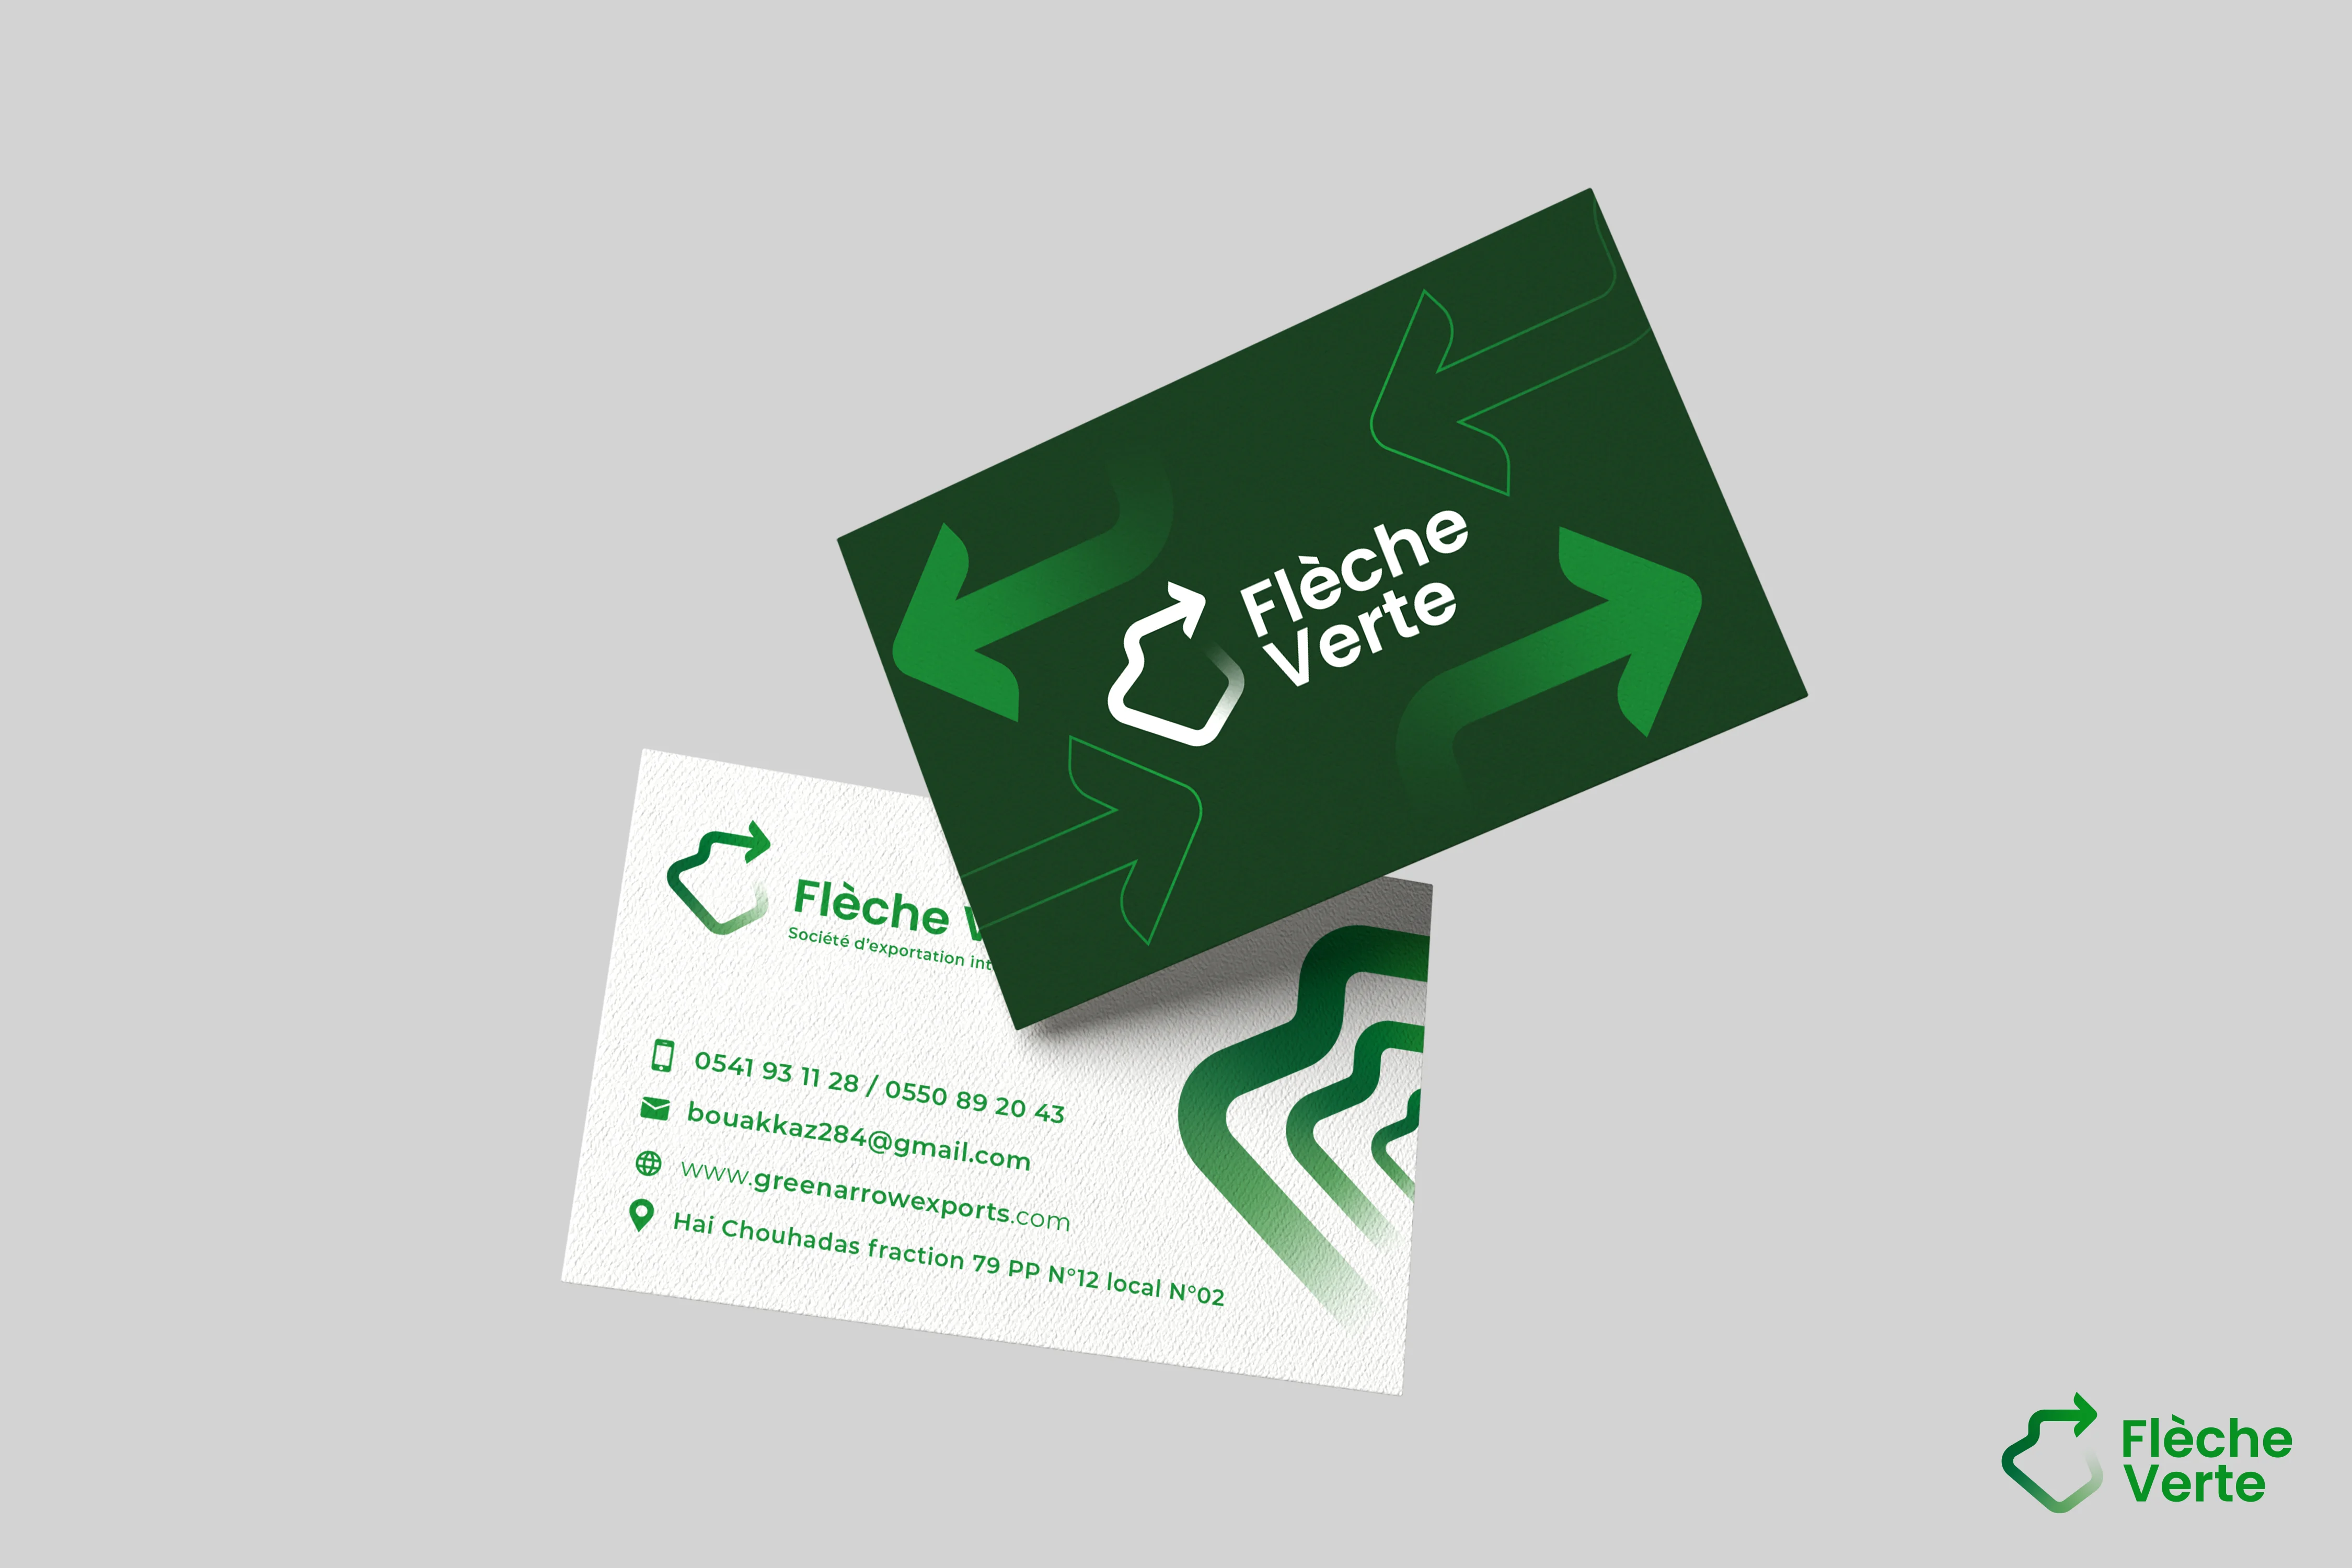 Flèche
Verte
Flèche
Société d'exportation
0541 93 11 28 / 0550 89 20 43
bouakkaz284@gmail.com
www.greenarrowexports.com
Hai Chouhadas fraction 79 PP N°12 local N°02
Flèche
Verte